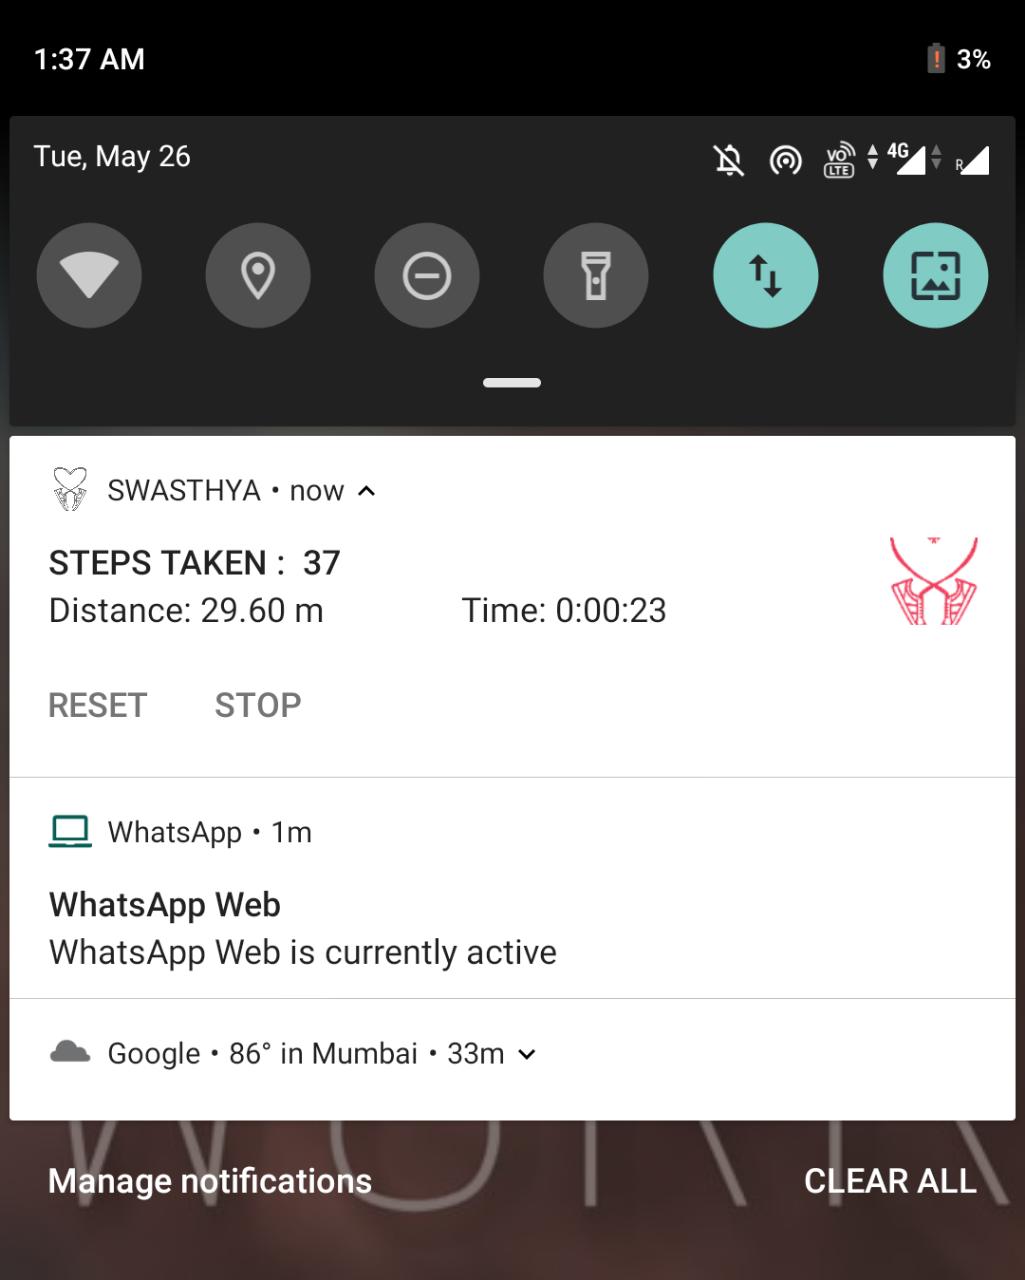 1:37 AM
3%
Tue, May 26
VO LTE 4G R
SWASTHYA • now
STEPS TAKEN : 37
Distance: 29.60 m Time: 0:00:23
RESET STOP
WhatsApp • 1m
WhatsApp Web
WhatsApp Web is currently active
Google • 86° in Mumbai • 33m
Manage notifications CLEAR ALL